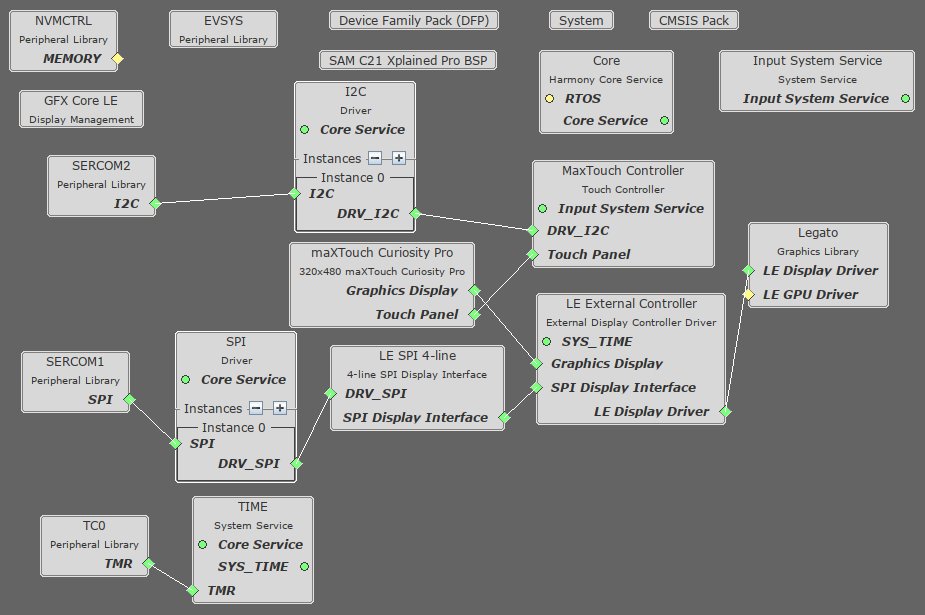 NVMCTRL
Peripheral Library
MEMORY
EVSYS
Peripheral Library
Device Family Pack (DFP)
System
CMSIS Pack
SAM C21 Xplained Pro BSP
Core
Harmony Core Service
RTOS
Core Service
Input System Service
System Service
Input System Service
GFX Core LE
Display Management
I2C
Driver
Core Service
Instances
Instance 0
I2C
DRV_I2C
SERCOM2
Peripheral Library
I2C
MaxTouch Controller
Touch Controller
Input System Service
DRV_I2C
Touch Panel
Legato
Graphics Library
LE Display Driver
LE GPU Driver
maXTouch Curiosity Pro
320x480 maXTouch Curiosity Pro
Graphics Display
Touch Panel
LE External Controller
External Display Controller Driver
SYS_TIME
Graphics Display
SPI Display Interface
LE Display Driver
SERCOM1
Peripheral Library
SPI
SPI
Driver
Core Service
Instances
Instance 0
SPI
DRV_SPI
LE SPI 4-line
4-line SPI Display Interface
DRV_SPI
SPI Display Interface
TC0
Peripheral Library
TMR
TIME
System Service
Core Service
SYS_TIME
TMR